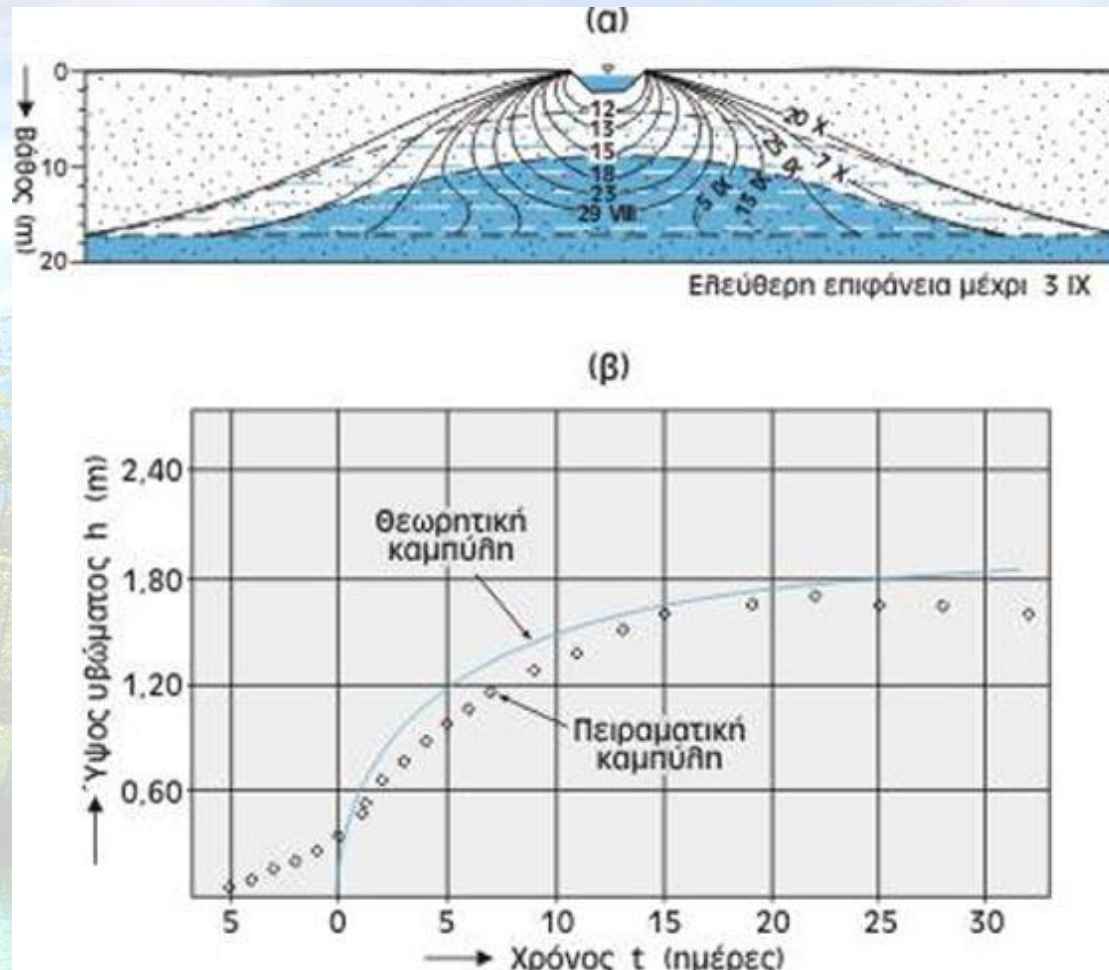 (α)
0
10
20
Βάθος (m)
12
13
15
18
23
29 VIII
5 IX
15 IX
25 IX
7 X
20 X
Ελεύθερη επιφάνεια μέχρι 3 IX
(β)
Ύψος υβώματος h (m)
2,40
1,80
1,20
0,60
Θεωρητική
καμπύλη
Πειραματική
καμπύλη
5 0 5 10 15 20 25 30
Χρόνος t (ημέρες)